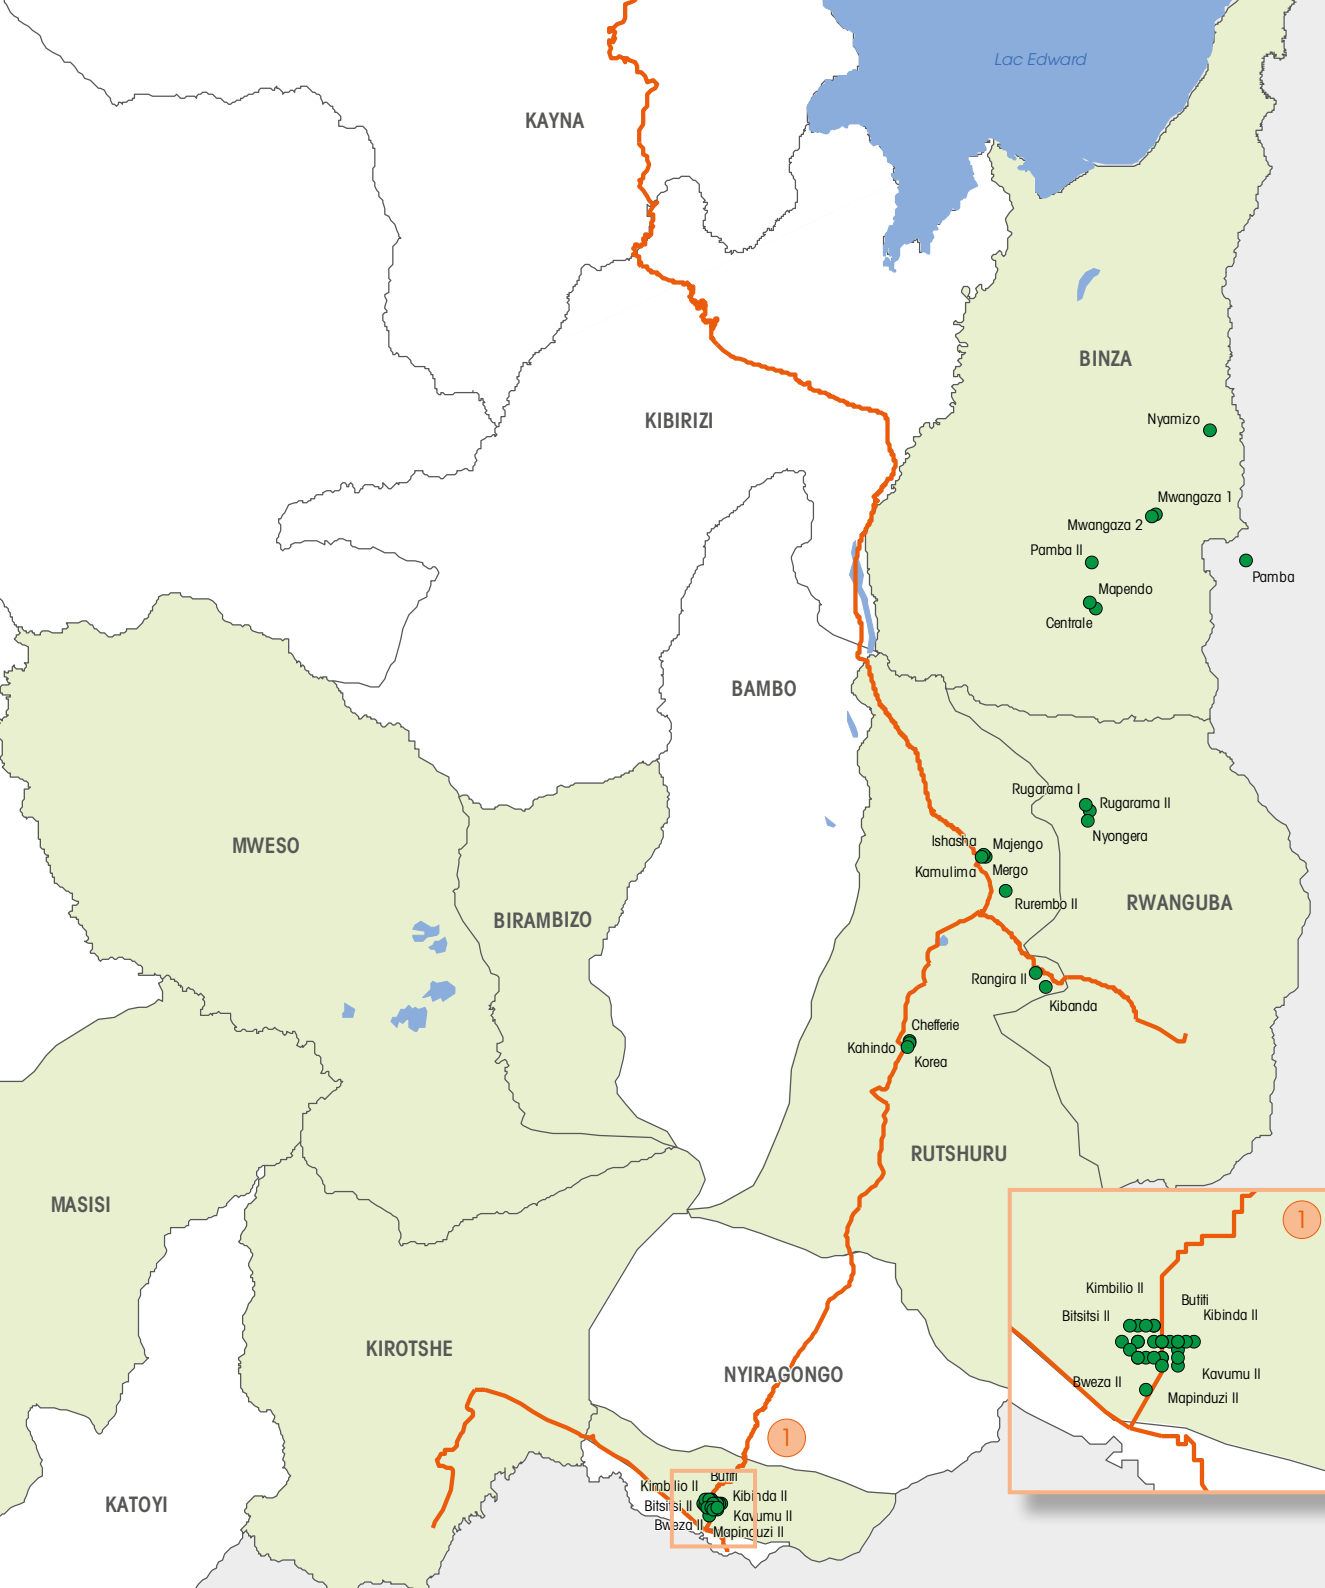 Lac Edward
KAYNA
BINZA
KIBIRIZI
Nyamizo
Mwangaza 1
Mwangaza 2
Pamba II
Pamba
Mapendo
Centrale
BAMBO
Rugarama I
Rugarama II
Nyongera
MWESO
Ishasha
Majengo
Kamulima
Mergo
Rurembo II
RWANGUBA
BIRAMBIZO
Rangira II
Kibanda
Chefferie
Kahindo
Korea
RUTSHURU
MASISI
1
Kimbilio II
Butiti
Bitsitsi II
Kibinda II
Bweza II
Kavumu II
Mapinduzi II
KIROTSHE
NYIRAGONGO
1
KATOYI
Butiti
Kimbilio II
Kibinda II
Bitsitsi II
Kavumu II
Bweza II
Mapinduzi II